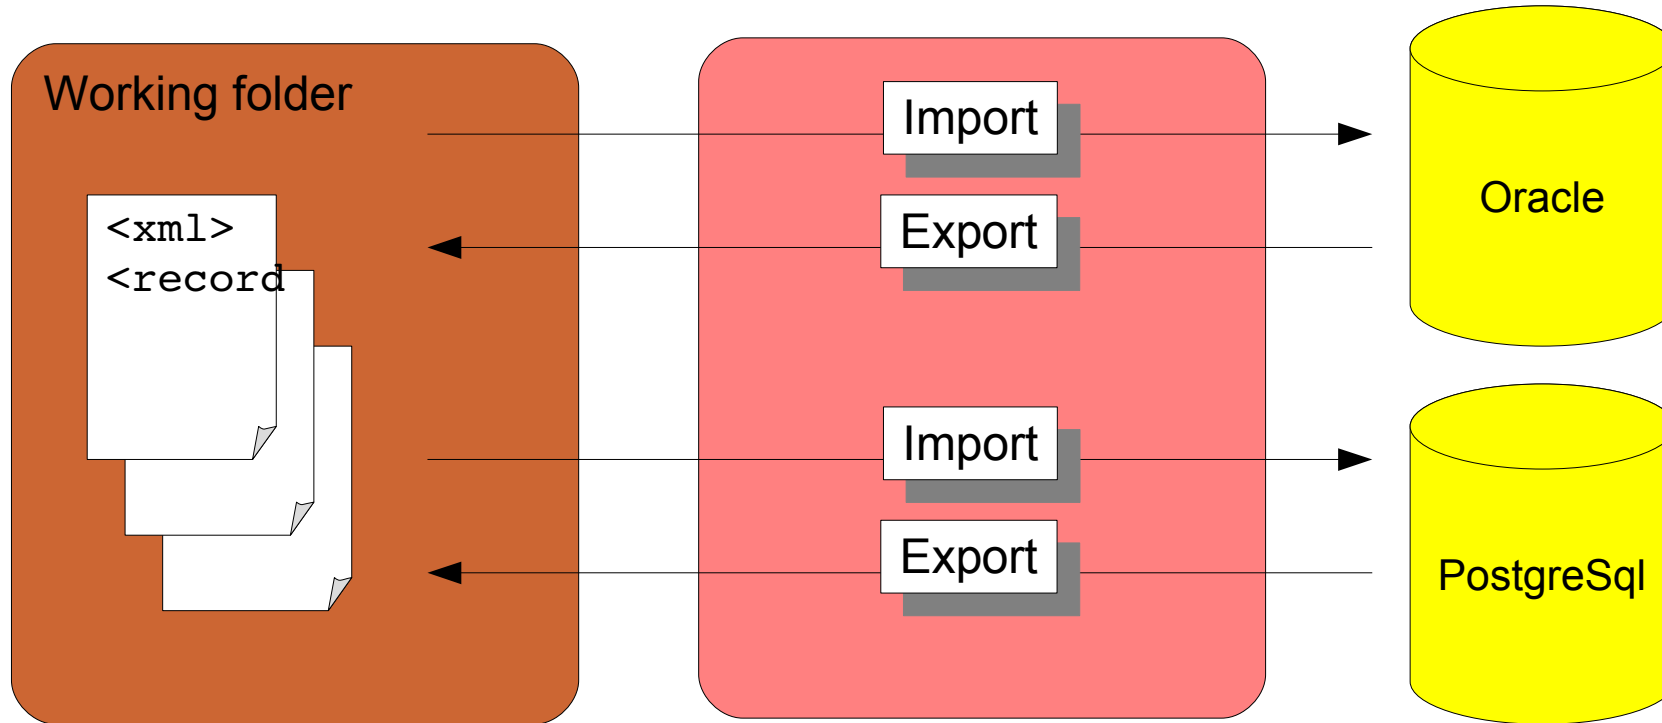 Working folder
<xml>
<record
Import
Export
Import
Export
Oracle
PostgreSql